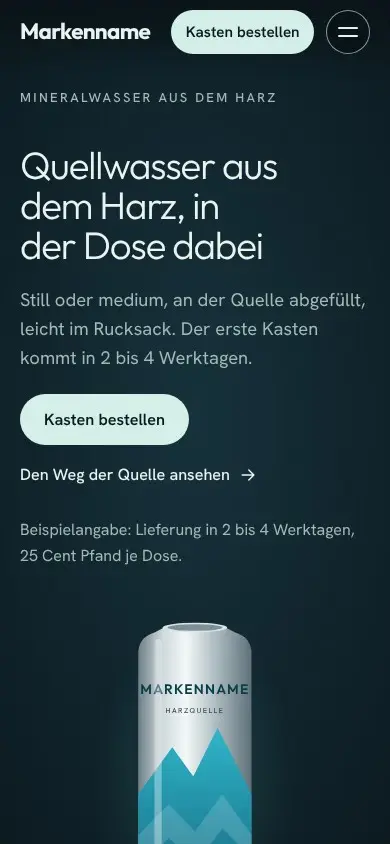 Markenname
Kasten bestellen
MINERALWASSER AUS DEM HARZ
Quellwasser aus
dem Harz, in
der Dose dabei
Still oder medium, an der Quelle abgefüllt,
leicht im Rucksack. Der erste Kasten
kommt in 2 bis 4 Werktagen.
Kasten bestellen
Den Weg der Quelle ansehen →
Beispielangabe: Lieferung in 2 bis 4 Werktagen,
25 Cent Pfand je Dose.
MARKENNAME
HARZQUELLE